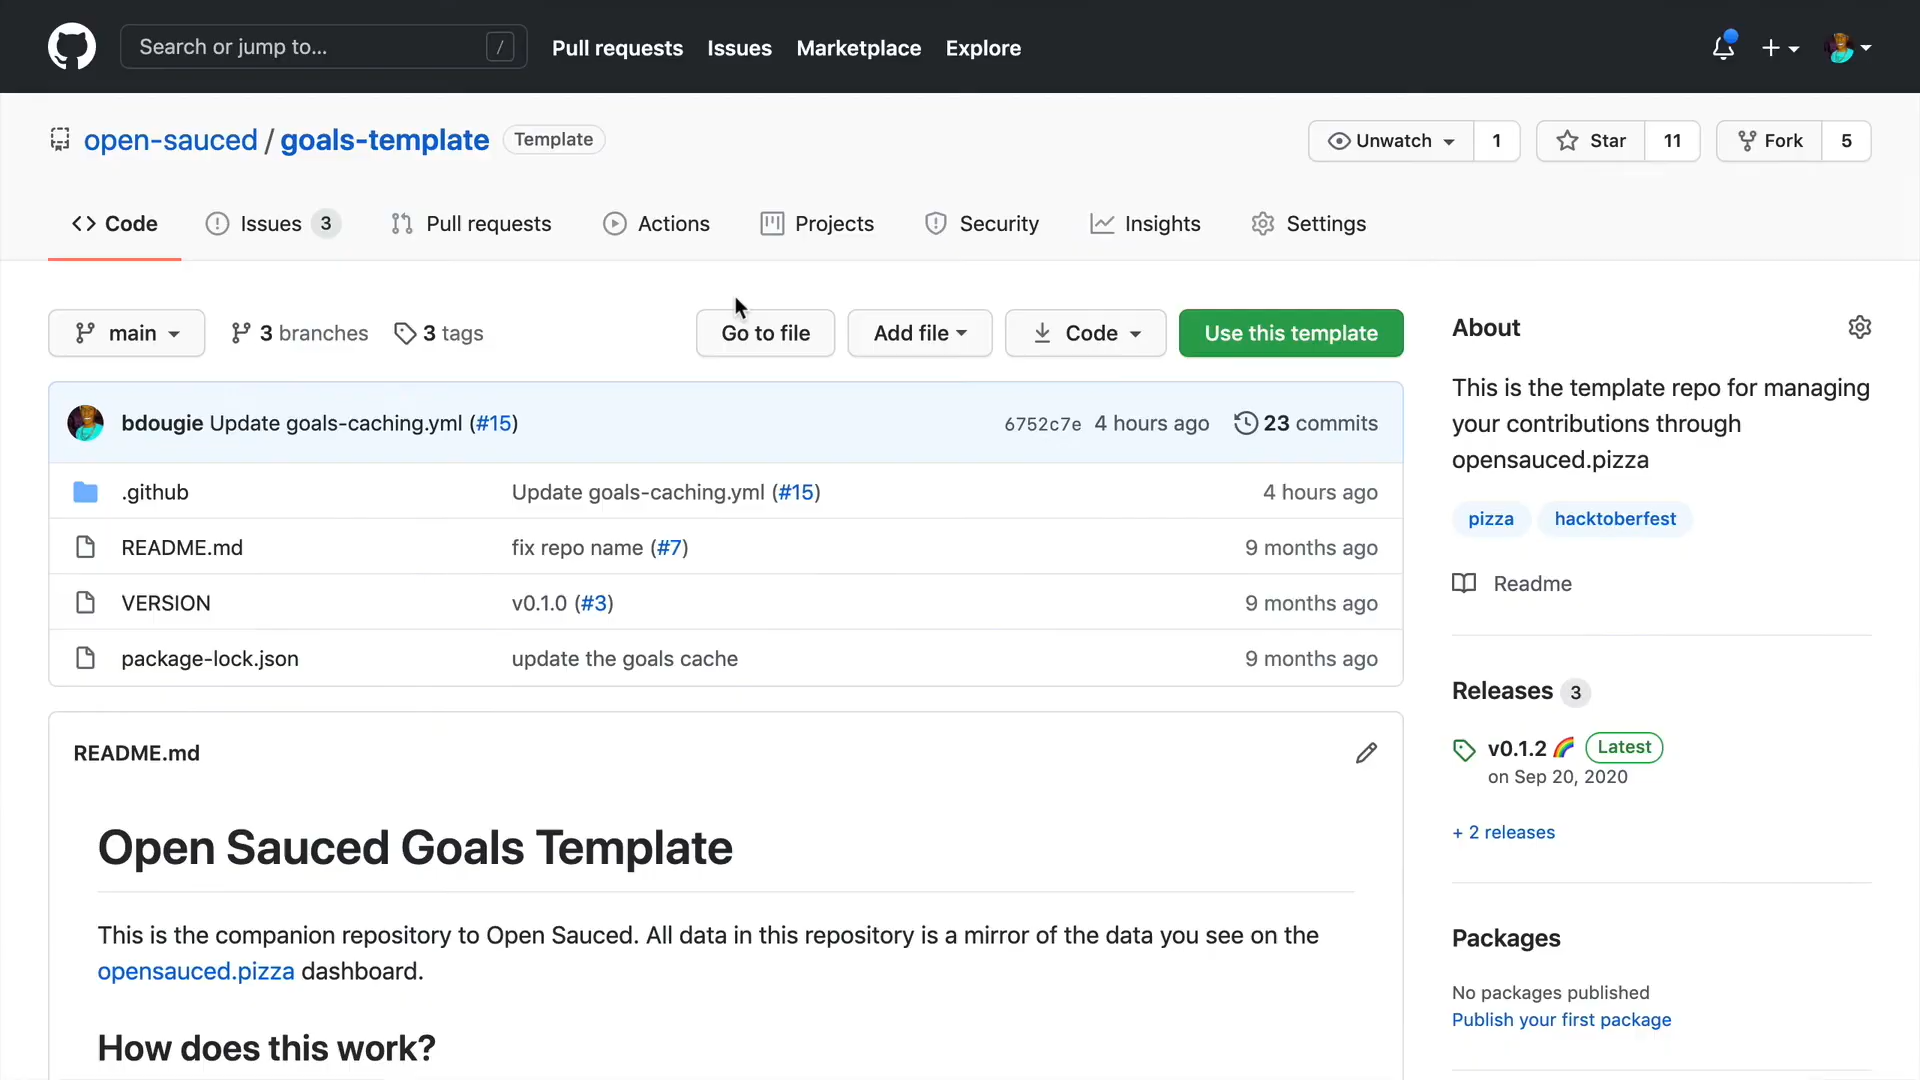 Search or jump to... /
Pull requests Issues Marketplace Explore
open-sauced / goals-template Template
Unwatch 1 Star 11 Fork 5
Code Issues 3 Pull requests Actions Projects Security Insights Settings
main 3 branches 3 tags Go to file Add file Code Use this template
bdougie Update goals-caching.yml (#15) 6752c7e 4 hours ago 23 commits
.github Update goals-caching.yml (#15) 4 hours ago
README.md fix repo name (#7) 9 months ago
VERSION v0.1.0 (#3) 9 months ago
package-lock.json update the goals cache 9 months ago
README.md
Open Sauced Goals Template
This is the companion repository to Open Sauced. All data in this repository is a mirror of the data you see on the
opensauced.pizza dashboard.
How does this work?
About
This is the template repo for managing
your contributions through
opensauced.pizza
pizza hacktoberfest
Readme
Releases 3
v0.1.2 🌈 Latest
on Sep 20, 2020
+ 2 releases
Packages
No packages published
Publish your first package